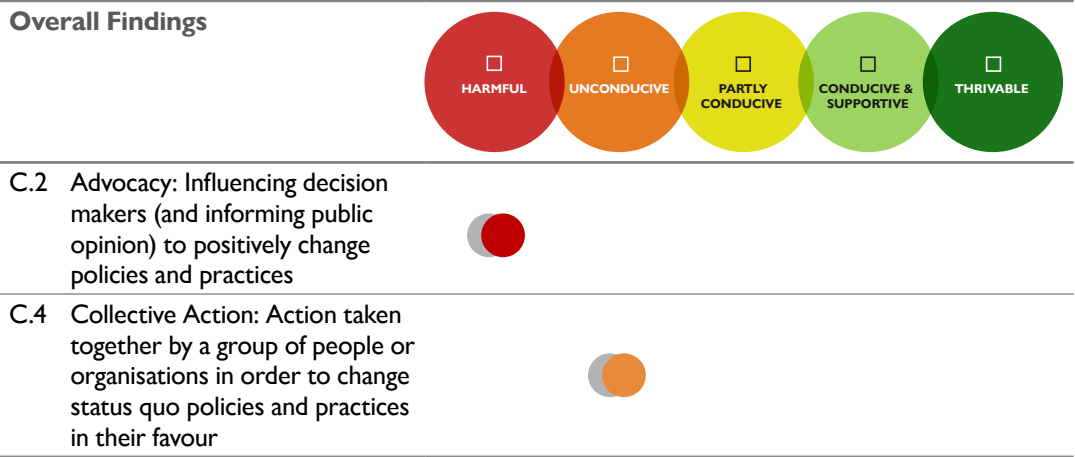 Overall Findings
HARMFUL
UNCONDUCIVE
PARTLY
CONDUCIVE
CONDUCIVE &
SUPPORTIVE
THRIVABLE
C.2 Advocacy: Influencing decision
makers (and informing public
opinion) to positively change
policies and practices
C.4 Collective Action: Action taken
together by a group of people or
organisations in order to change
status quo policies and practices
in their favour